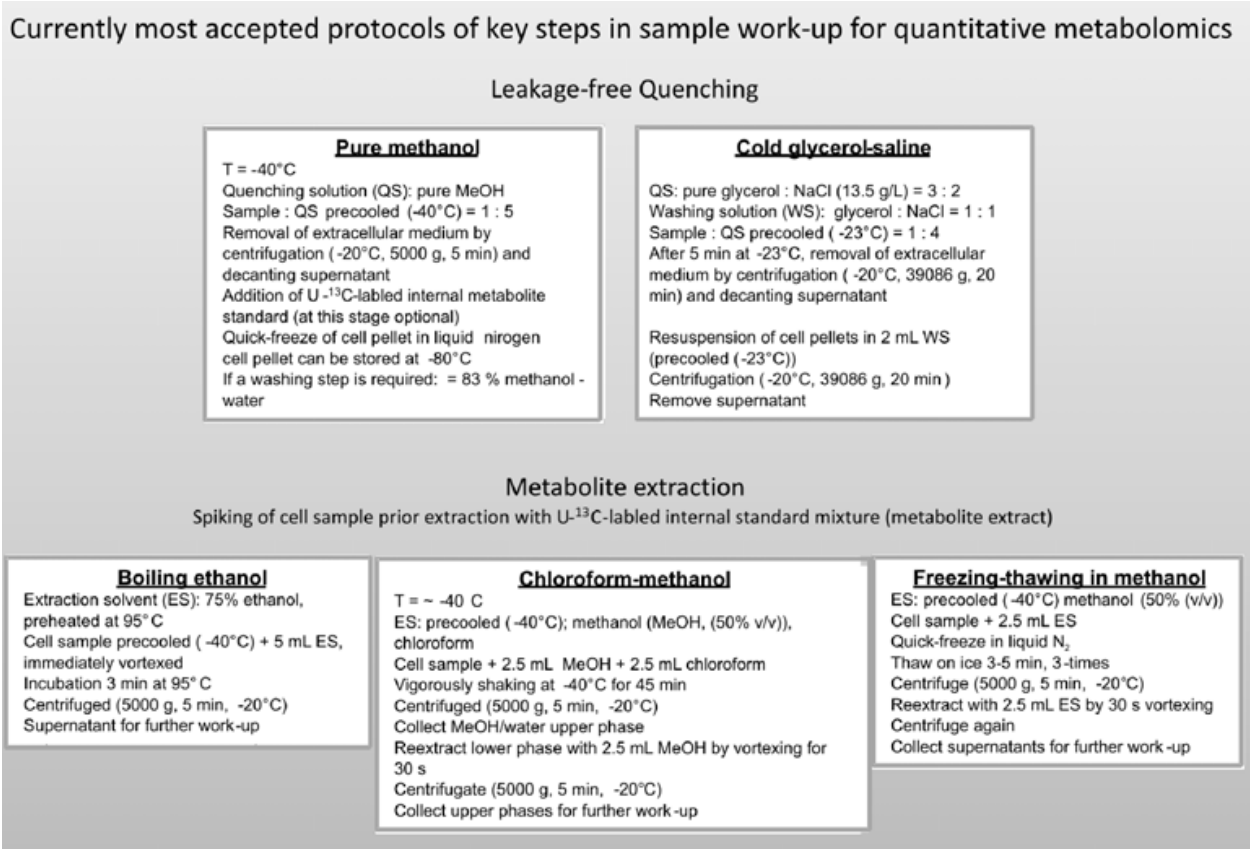 Currently most accepted protocols of key steps in sample work-up for quantitative metabolomics
Leakage-free Quenching
Pure methanol
T = -40°C
Quenching solution (QS): pure MeOH
Sample : QS precooled (-40°C) = 1 : 5
Removal of extracellular medium by
centrifugation (-20°C, 5000 g, 5 min) and
decanting supernatant
Addition of U-¹³C-labled internal metabolite
standard (at this stage optional)
Quick-freeze of cell pellet in liquid nirogen
cell pellet can be stored at -80°C
If a washing step is required: = 83 % methanol -
water
Cold glycerol-saline
QS: pure glycerol : NaCl (13.5 g/L) = 3 : 2
Washing solution (WS): glycerol : NaCl = 1 : 1
Sample : QS precooled (-23°C) = 1 : 4
After 5 min at -23°C, removal of extracellular
medium by centrifugation (-20°C, 39086 g, 20
min) and decanting supernatant
Resuspension of cell pellets in 2 mL WS
(precooled (-23°C))
Centrifugation (-20°C, 39086 g, 20 min)
Remove supernatant
Metabolite extraction
Spiking of cell sample prior extraction with U-¹³C-labled internal standard mixture (metabolite extract)
Boiling ethanol
Extraction solvent (ES): 75% ethanol,
preheated at 95°C
Cell sample precooled (-40°C) + 5 mL ES,
immediately vortexed
Incubation 3 min at 95°C
Centrifuged (5000 g, 5 min, -20°C)
Supernatant for further work-up
Chloroform-methanol
T = ~ -40 C
ES: precooled (-40°C); methanol (MeOH, (50% v/v)),
chloroform
Cell sample + 2.5 mL MeOH + 2.5 mL chloroform
Vigorously shaking at -40°C for 45 min
Centrifuged (5000 g, 5 min, -20°C)
Collect MeOH/water upper phase
Reextract lower phase with 2.5 mL MeOH by vortexing for
30 s
Centrifugate (5000 g, 5 min, -20°C)
Collect upper phases for further work-up
Freezing-thawing in methanol
ES: precooled (-40°C) methanol (50% (v/v))
Cell sample + 2.5 mL ES
Quick-freeze in liquid N₂
Thaw on ice 3-5 min, 3-times
Centrifuge (5000 g, 5 min, -20°C)
Reextract with 2.5 mL ES by 30 s vortexing
Centrifuge again
Collect supernatants for further work-up